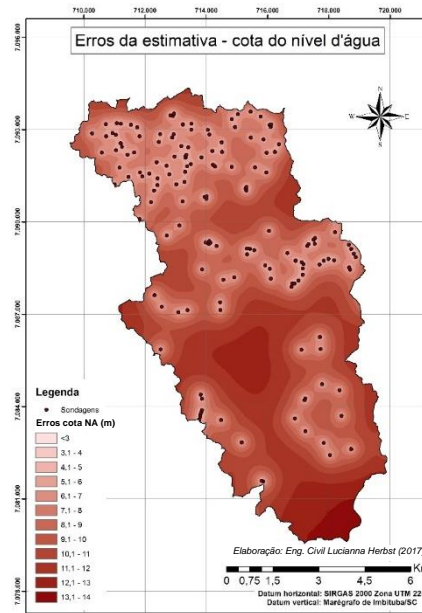 Erros da estimativa - cota do nível d'água
710.000 712.000 714.000 716.000 718.000 720.000
7.096.000
7.093.000
7.090.000
7.087.000
7.084.000
7.081.000
7.078.000
N
W E
S
Legenda
Sondagens
Erros cota NA (m)
<3
3,1 - 4
4,1 - 5
5,1 - 6
6,1 - 7
7,1 - 8
8,1 - 9
9,1 - 10
10,1 - 11
11,1 - 12
12,1 - 13
13,1 - 14
Elaboração: Eng. Civil Lucianna Herbst (2017)
Km
0 0,75 1,5 3 4,5 6
Datum horizontal: SIRGAS 2000 Zona UTM 22
Datum vertical: Marégrafo de Imbituba/SC